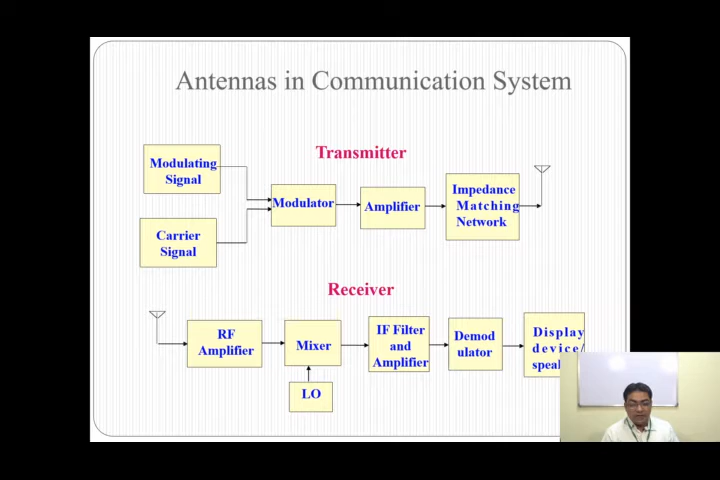 Antennas in Communication System
Transmitter
Modulating
Signal
Carrier
Signal
Modulator
Amplifier
Impedance
Matching
Network
Receiver
RF
Amplifier
Mixer
LO
IF Filter
and
Amplifier
Demod
ulator
Display
device/